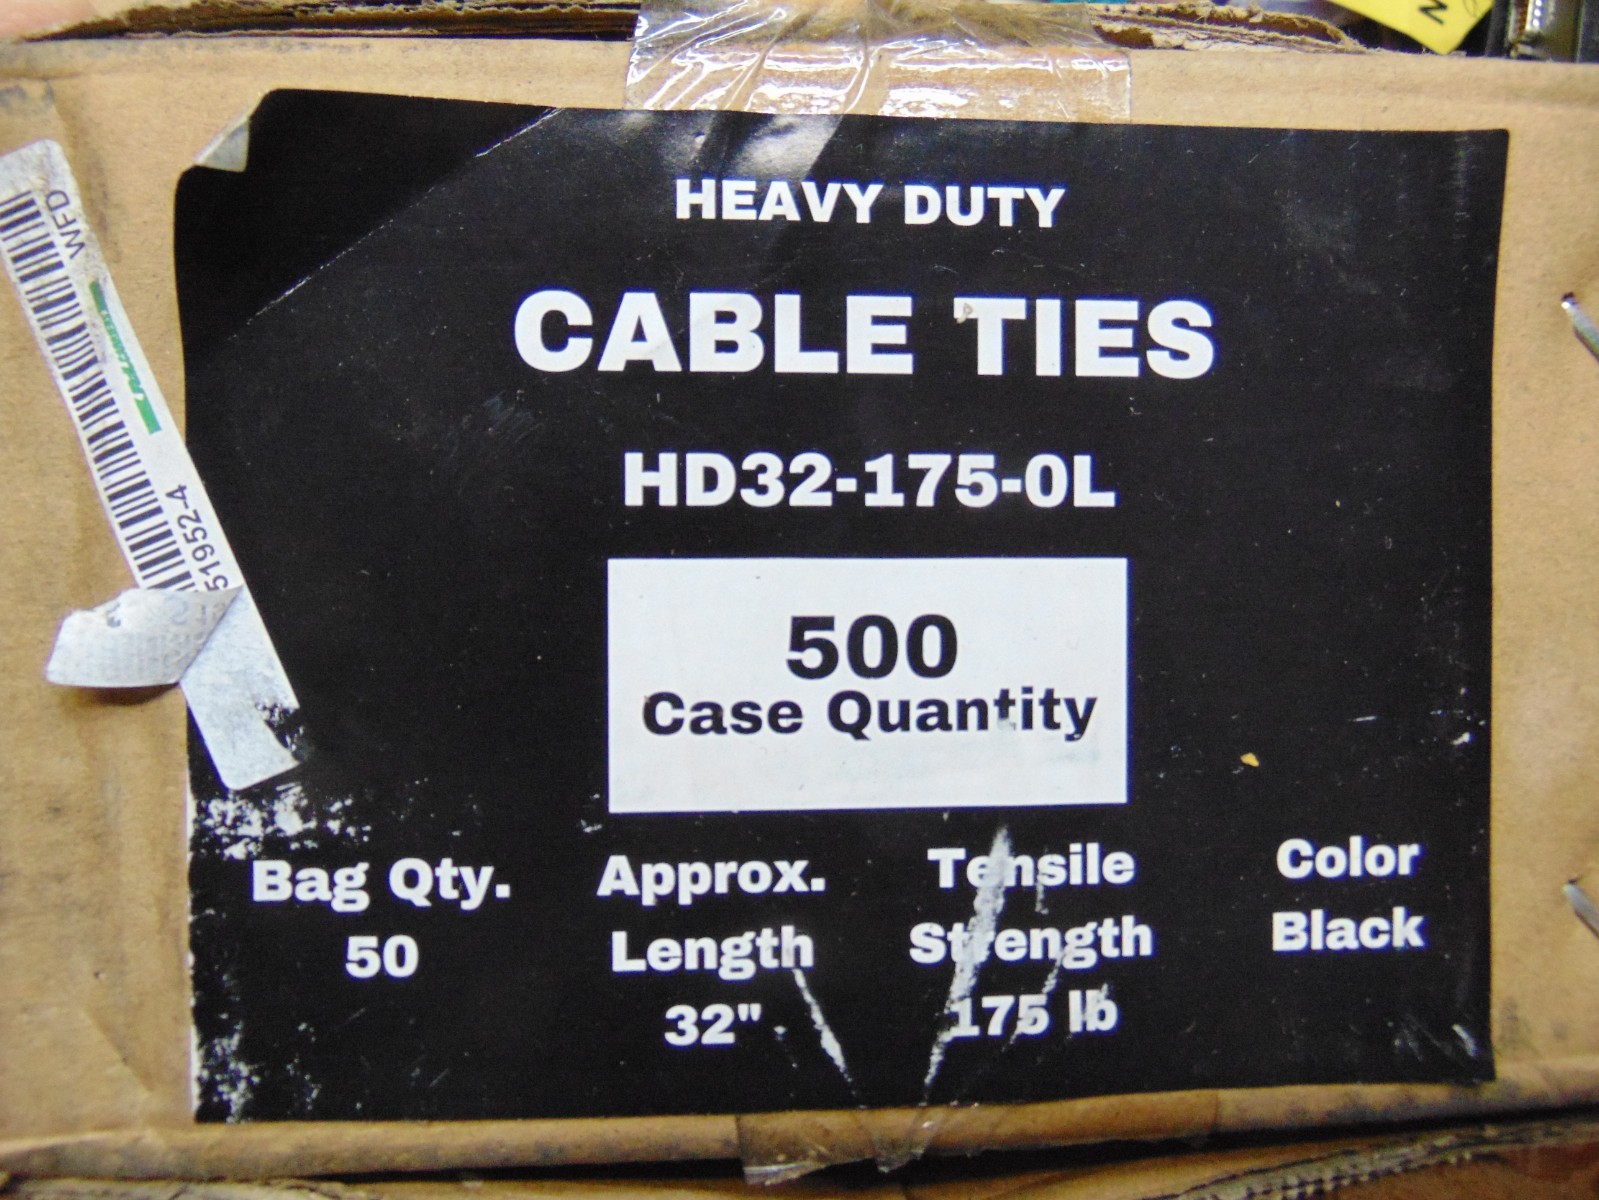 HEAVY DUTY
CABLE TIES
HD32-175-0L
500
Case Quantity
Bag Qty.
50
Approx.
Length
32"
Tensile
Strength
175 lb
Color
Black
WFD
51952-4
N